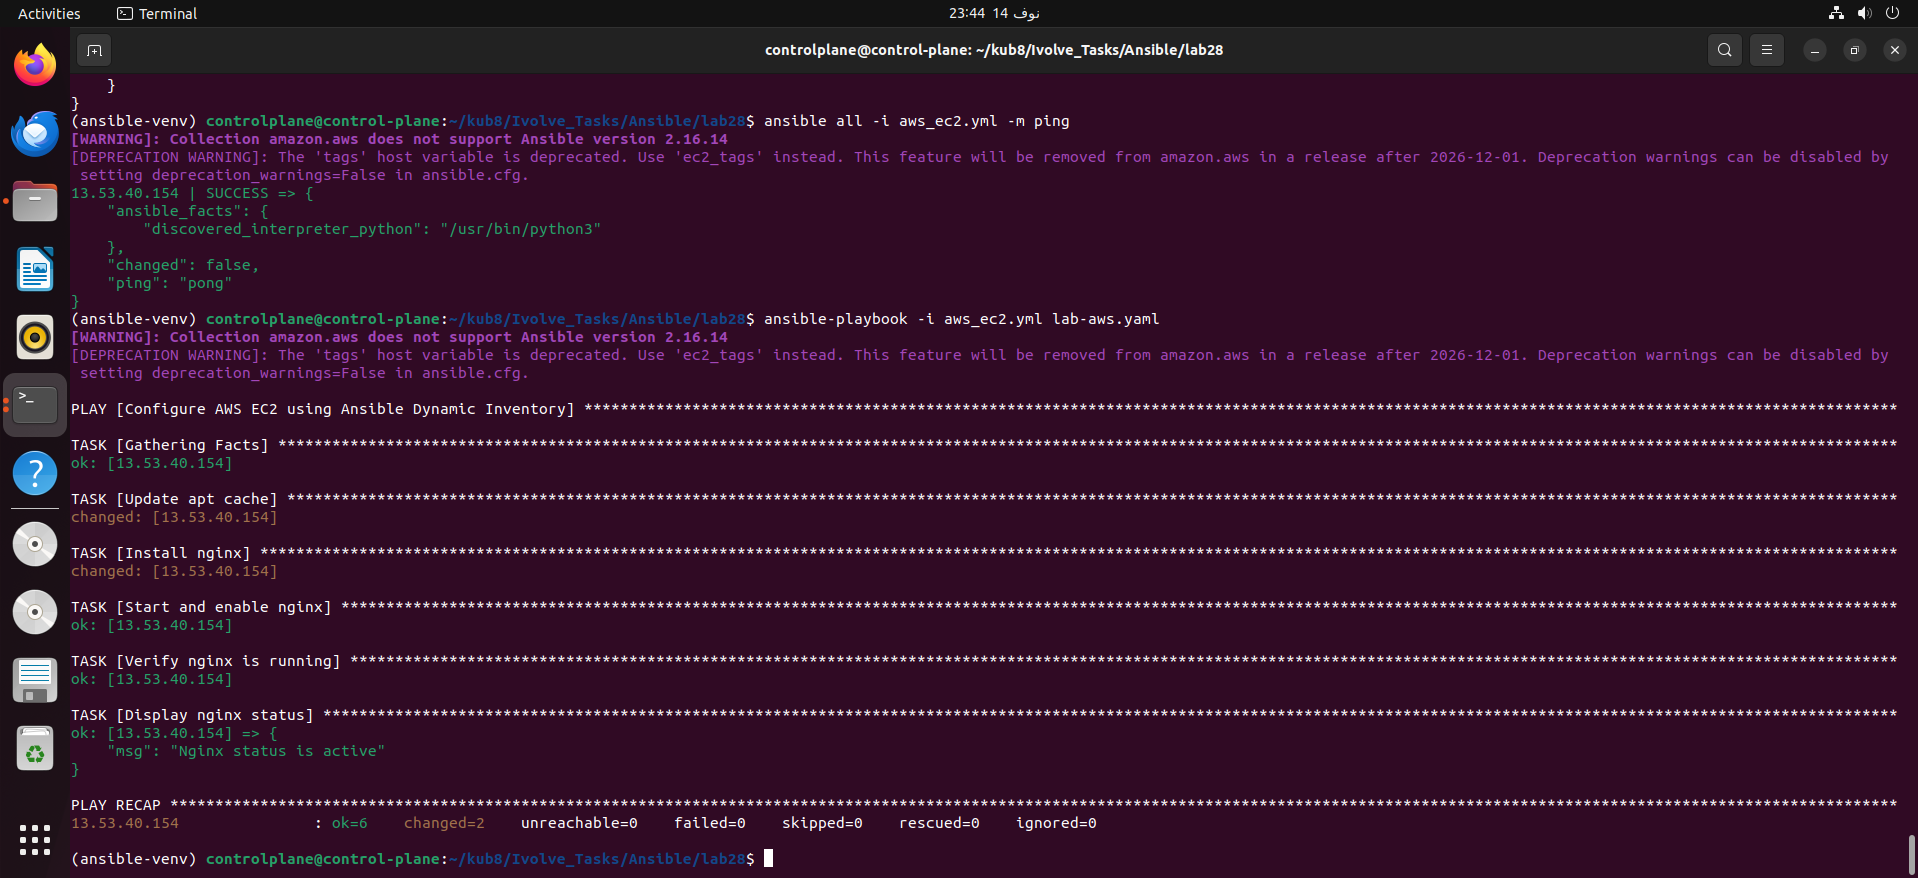 Activities
Terminal
23:44 14 نوف
controlplane@control-plane: ~/kub8/Ivolve_Tasks/Ansible/lab28
    }
}
(ansible-venv) controlplane@control-plane:~/kub8/Ivolve_Tasks/Ansible/lab28$ ansible all -i aws_ec2.yml -m ping
[WARNING]: Collection amazon.aws does not support Ansible version 2.16.14
[DEPRECATION WARNING]: The 'tags' host variable is deprecated. Use 'ec2_tags' instead. This feature will be removed from amazon.aws in a release after 2026-12-01. Deprecation warnings can be disabled by
 setting deprecation_warnings=False in ansible.cfg.
13.53.40.154 | SUCCESS => {
    "ansible_facts": {
        "discovered_interpreter_python": "/usr/bin/python3"
    },
    "changed": false,
    "ping": "pong"
}
(ansible-venv) controlplane@control-plane:~/kub8/Ivolve_Tasks/Ansible/lab28$ ansible-playbook -i aws_ec2.yml lab-aws.yaml
[WARNING]: Collection amazon.aws does not support Ansible version 2.16.14
[DEPRECATION WARNING]: The 'tags' host variable is deprecated. Use 'ec2_tags' instead. This feature will be removed from amazon.aws in a release after 2026-12-01. Deprecation warnings can be disabled by
 setting deprecation_warnings=False in ansible.cfg.
PLAY [Configure AWS EC2 using Ansible Dynamic Inventory] **************************************************************************************************************************************************
TASK [Gathering Facts] ************************************************************************************************************************************************************************************
ok: [13.53.40.154]
TASK [Update apt cache] ***********************************************************************************************************************************************************************************
changed: [13.53.40.154]
TASK [Install nginx] **************************************************************************************************************************************************************************************
changed: [13.53.40.154]
TASK [Start and enable nginx] *****************************************************************************************************************************************************************************
ok: [13.53.40.154]
TASK [Verify nginx is running] ****************************************************************************************************************************************************************************
ok: [13.53.40.154]
TASK [Display nginx status] *******************************************************************************************************************************************************************************
ok: [13.53.40.154] => {
    "msg": "Nginx status is active"
}
PLAY RECAP ************************************************************************************************************************************************************************************************
13.53.40.154               : ok=6    changed=2    unreachable=0    failed=0    skipped=0    rescued=0    ignored=0
(ansible-venv) controlplane@control-plane:~/kub8/Ivolve_Tasks/Ansible/lab28$